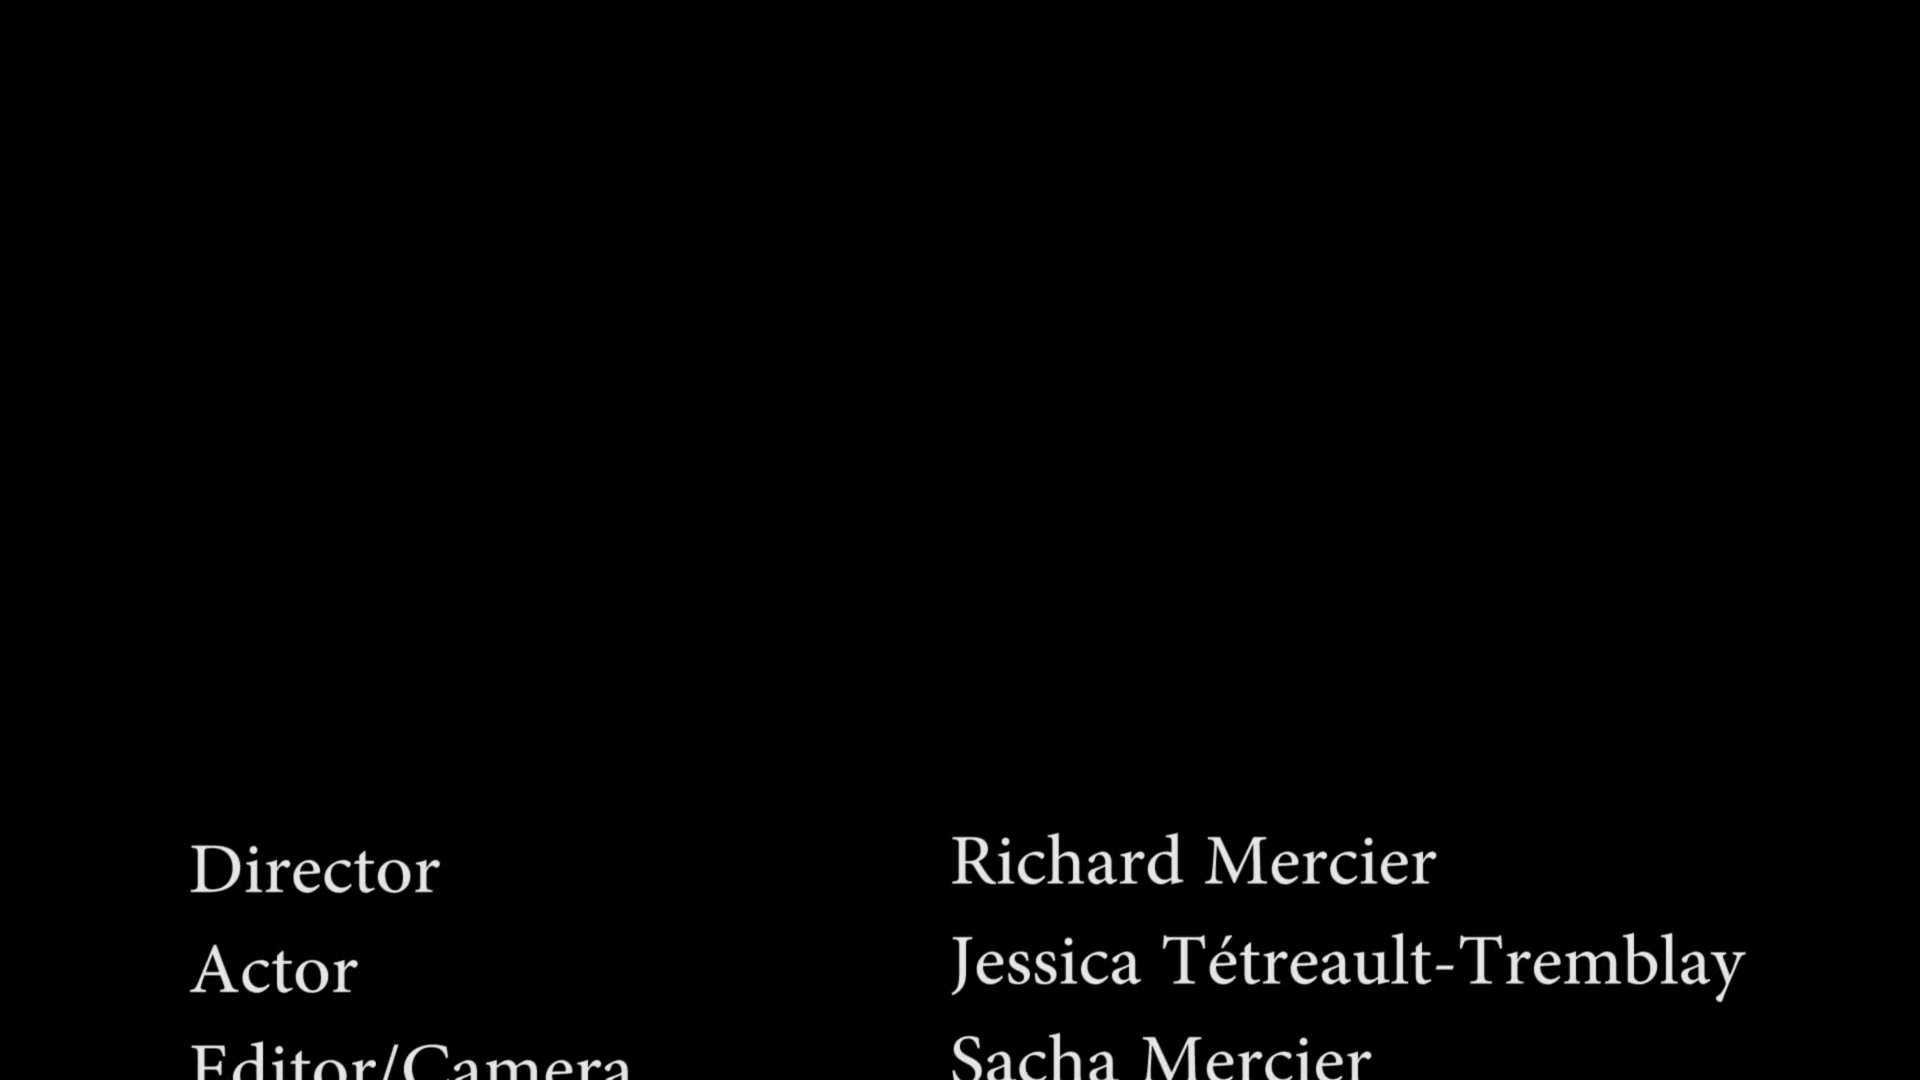 Director Richard Mercier
Actor Jessica Tétreault-Tremblay
Editor/Camera Sacha Mercier